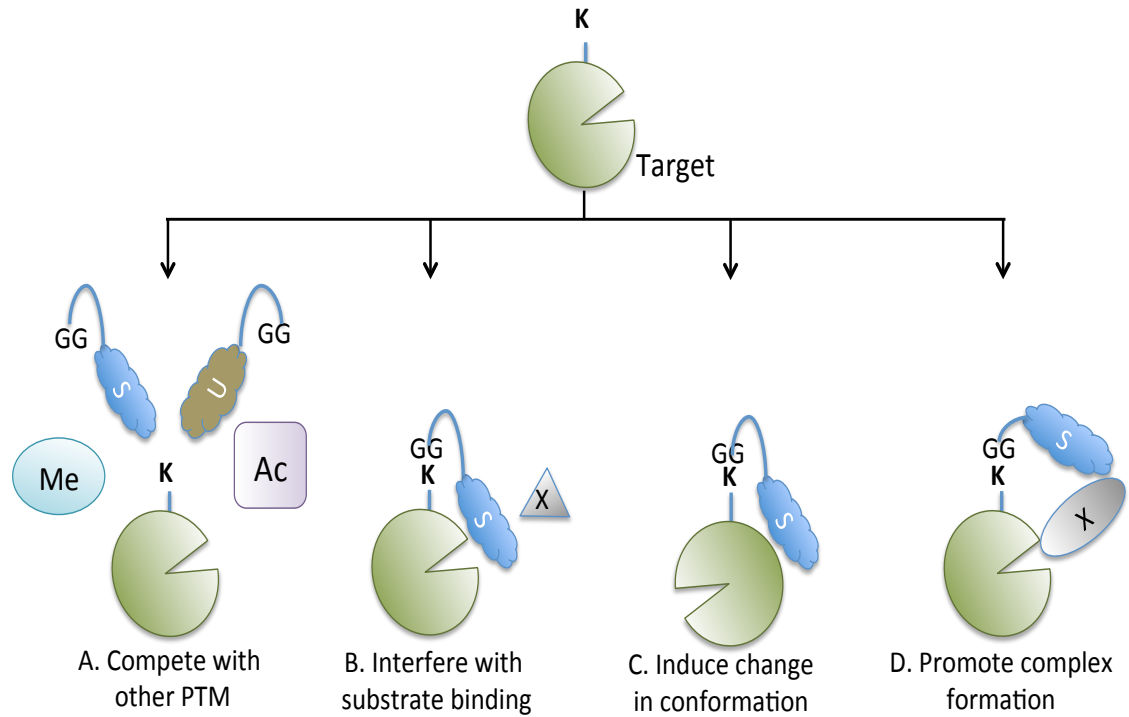 K
Target
GG
GG
S
U
Me
K
Ac
GG
K
S
X
GG
K
S
GG
K
S
X
A. Compete with
other PTM
B. Interfere with
substrate binding
C. Induce change
in conformation
D. Promote complex
formation